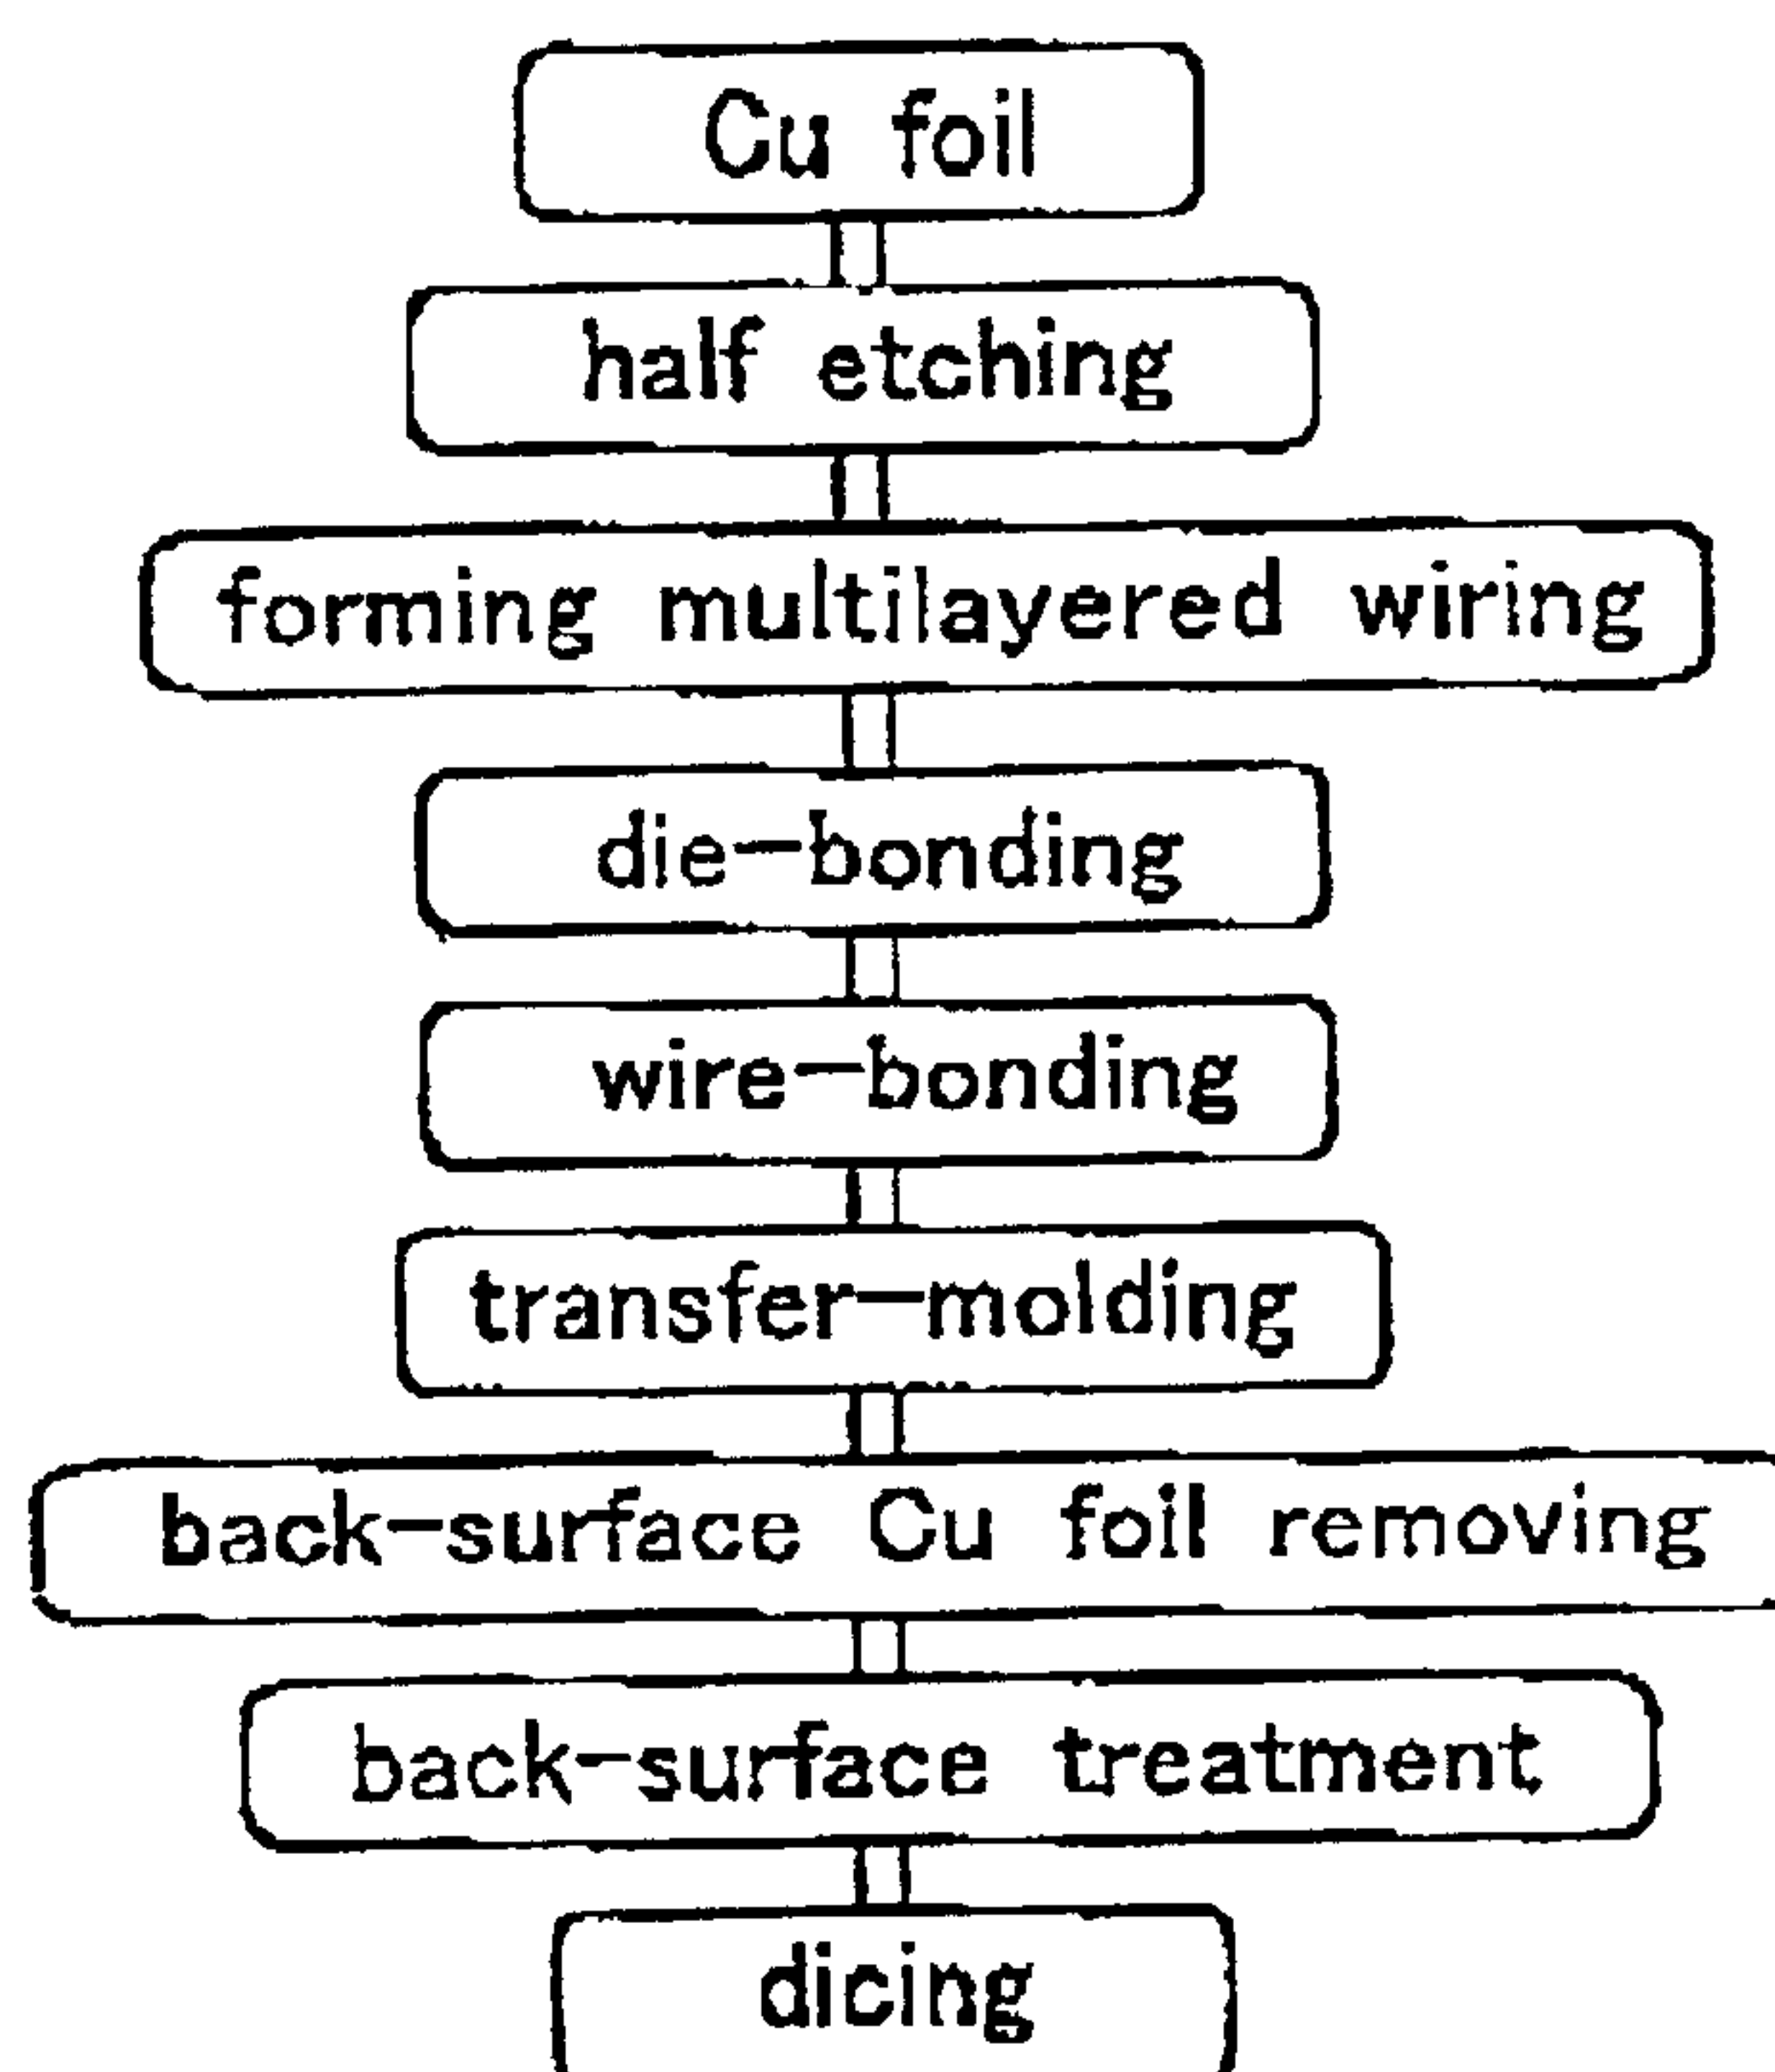 Cu foil
half etching
forming multilayered wiring
die-bonding
wire-bonding
transfer-molding
back-surface Cu foil removing
back-surface treatment
dicing